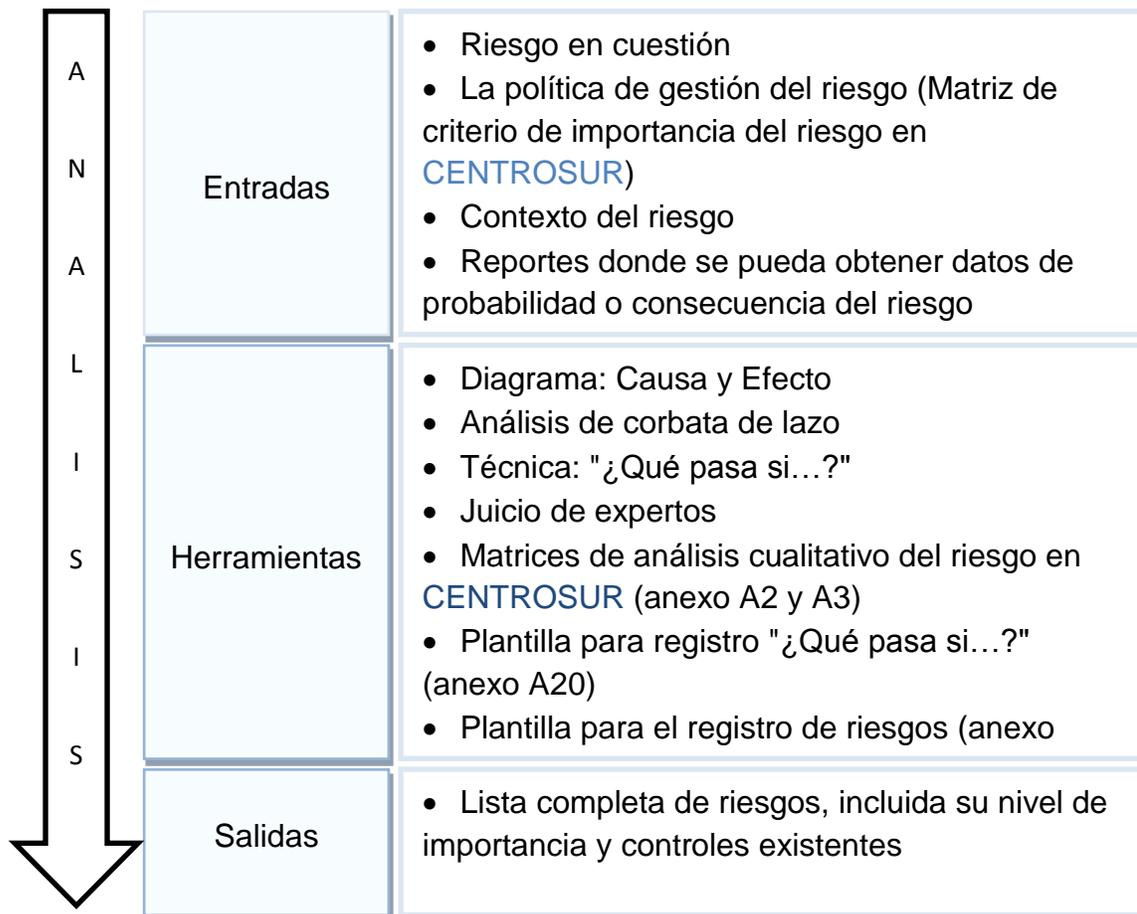 ANALISIS
Entradas
• Riesgo en cuestión
• La política de gestión del riesgo (Matriz de
criterio de importancia del riesgo en
CENTROSUR)
• Contexto del riesgo
• Reportes donde se pueda obtener datos de
probabilidad o consecuencia del riesgo
Herramientas
• Diagrama: Causa y Efecto
• Análisis de corbata de lazo
• Técnica: "¿Qué pasa si…?"
• Juicio de expertos
• Matrices de análisis cualitativo del riesgo en
CENTROSUR (anexo A2 y A3)
• Plantilla para registro "¿Qué pasa si…?"
(anexo A20)
• Plantilla para el registro de riesgos (anexo
Salidas
• Lista completa de riesgos, incluida su nivel de
importancia y controles existentes